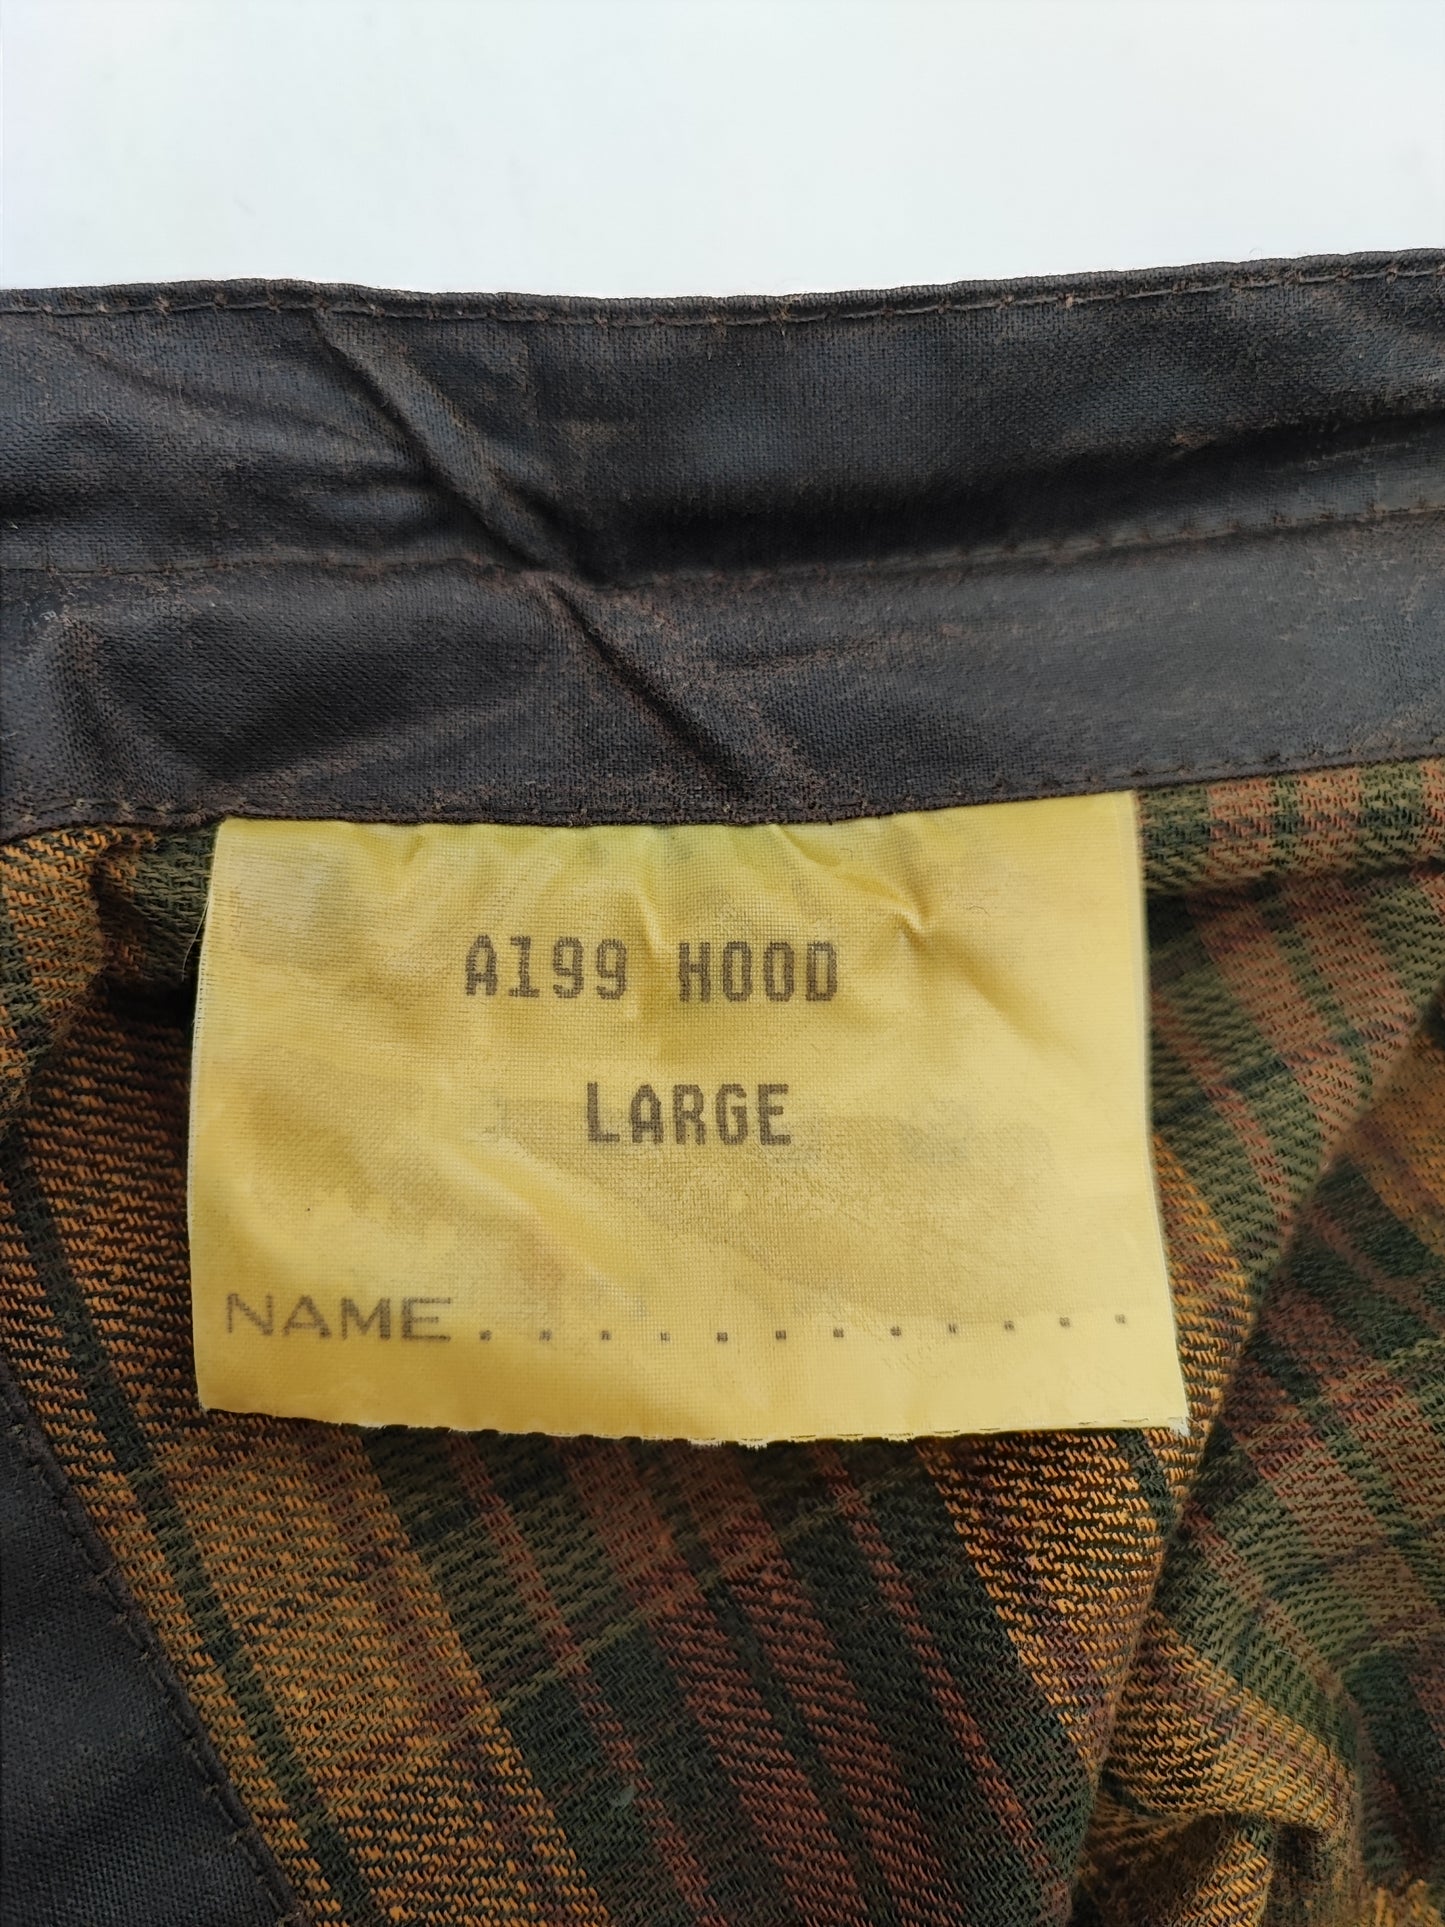 A199 HOOD
LARGE
NAME............